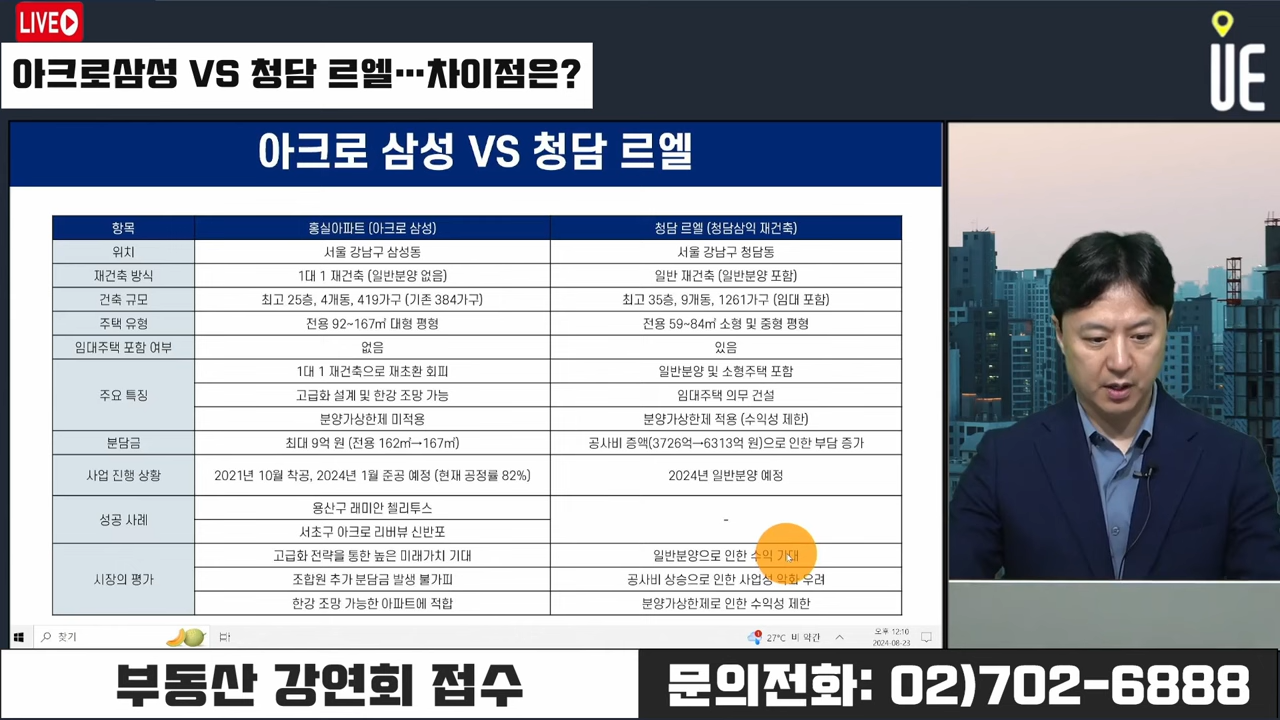 LIVE
아크로삼성 VS 청담 르엘…차이점은?
UE
아크로 삼성 VS 청담 르엘
항목 홍실아파트 (아크로 삼성) 청담 르엘 (청담삼익 재건축)
위치 서울 강남구 삼성동 서울 강남구 청담동
재건축 방식 1대 1 재건축 (일반분양 없음) 일반 재건축 (일반분양 포함)
건축 규모 최고 25층, 4개동, 419가구 (기존 384가구) 최고 35층, 9개동, 1261가구 (임대 포함)
주택 유형 전용 92~167㎡ 대형 평형 전용 59~84㎡ 소형 및 중형 평형
임대주택 포함 여부 없음 있음
주요 특징 1대 1 재건축으로 재초환 회피 일반분양 및 소형주택 포함
고급화 설계 및 한강 조망 가능 임대주택 의무 건설
분양가상한제 미적용 분양가상한제 적용 (수익성 제한)
분담금 최대 9억 원 (전용 162㎡→167㎡) 공사비 증액(3726억→6313억 원)으로 인한 부담 증가
사업 진행 상황 2021년 10월 착공, 2024년 1월 준공 예정 (현재 공정률 82%) 2024년 일반분양 예정
성공 사례 용산구 래미안 첼리투스 -
서초구 아크로 리버뷰 신반포
시장의 평가 고급화 전략을 통한 높은 미래가치 기대 일반분양으로 인한 수익 기대
조합원 추가 분담금 발생 불가피 공사비 상승으로 인한 사업성 악화 우려
한강 조망 가능한 아파트에 적합 분양가상한제로 인한 수익성 제한
찾기
1
27℃ 비 약간
오후 12:10
2024-08-23
부동산 강연회 접수
문의전화: 02)702-6888